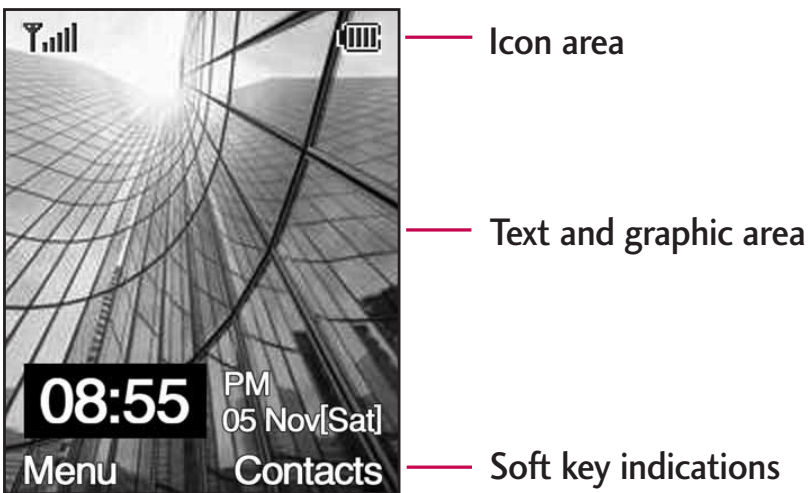 Icon area
Text and graphic area
08:55 PM
05 Nov[Sat]
Menu Contacts
Soft key indications